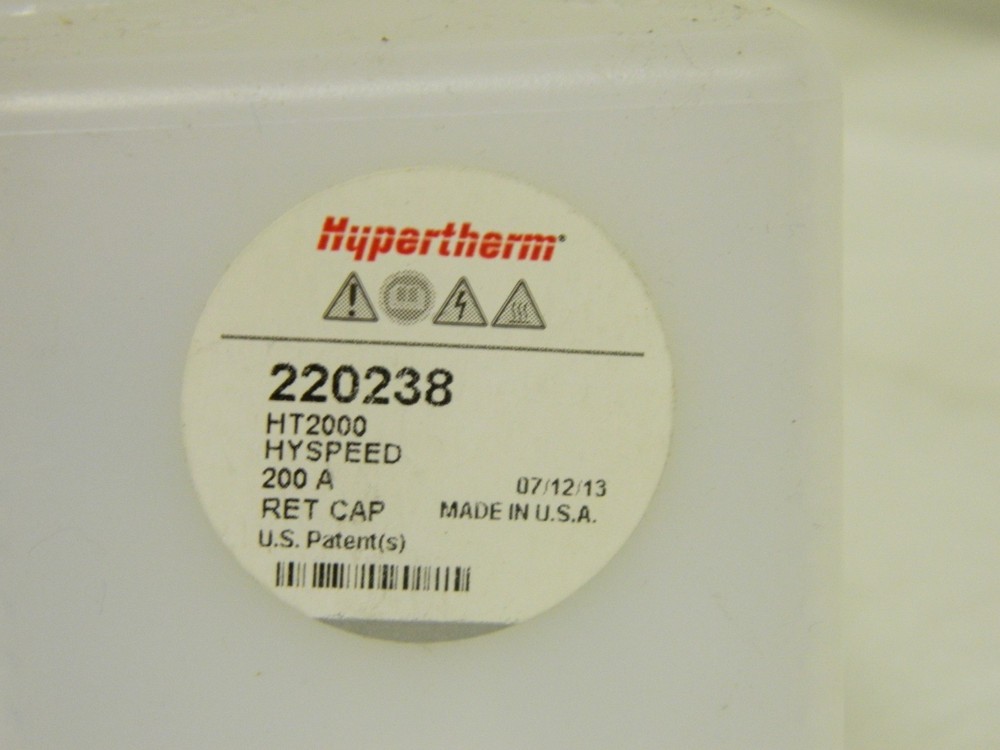 Hypertherm®
220238
HT2000
HYSPEED
200 A
07/12/13
RET CAP
MADE IN U.S.A.
U.S. Patent(s)